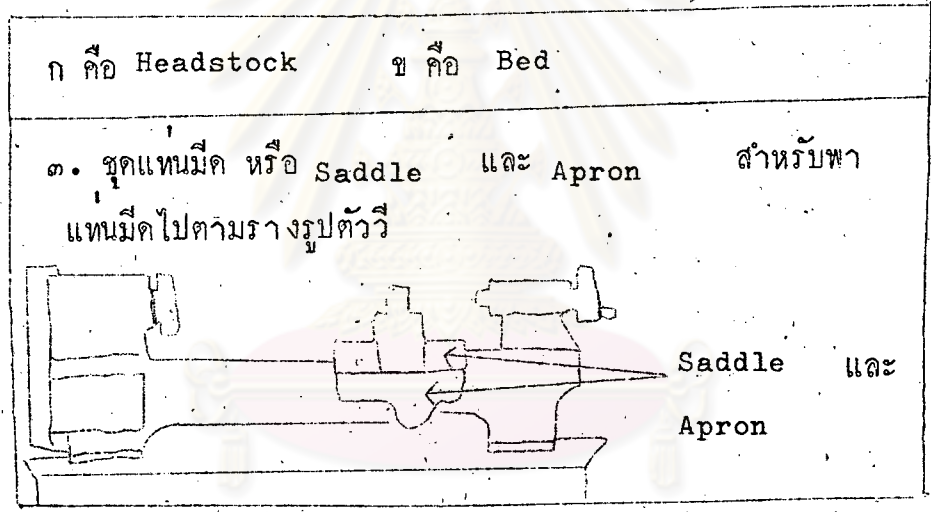 ก คือ Headstock ข คือ Bed
๓. ชุดแท่นมีด หรือ Saddle และ Apron สำหรับพา
แท่นมีดไปตามรางรูปตัววี
Saddle และ
Apron